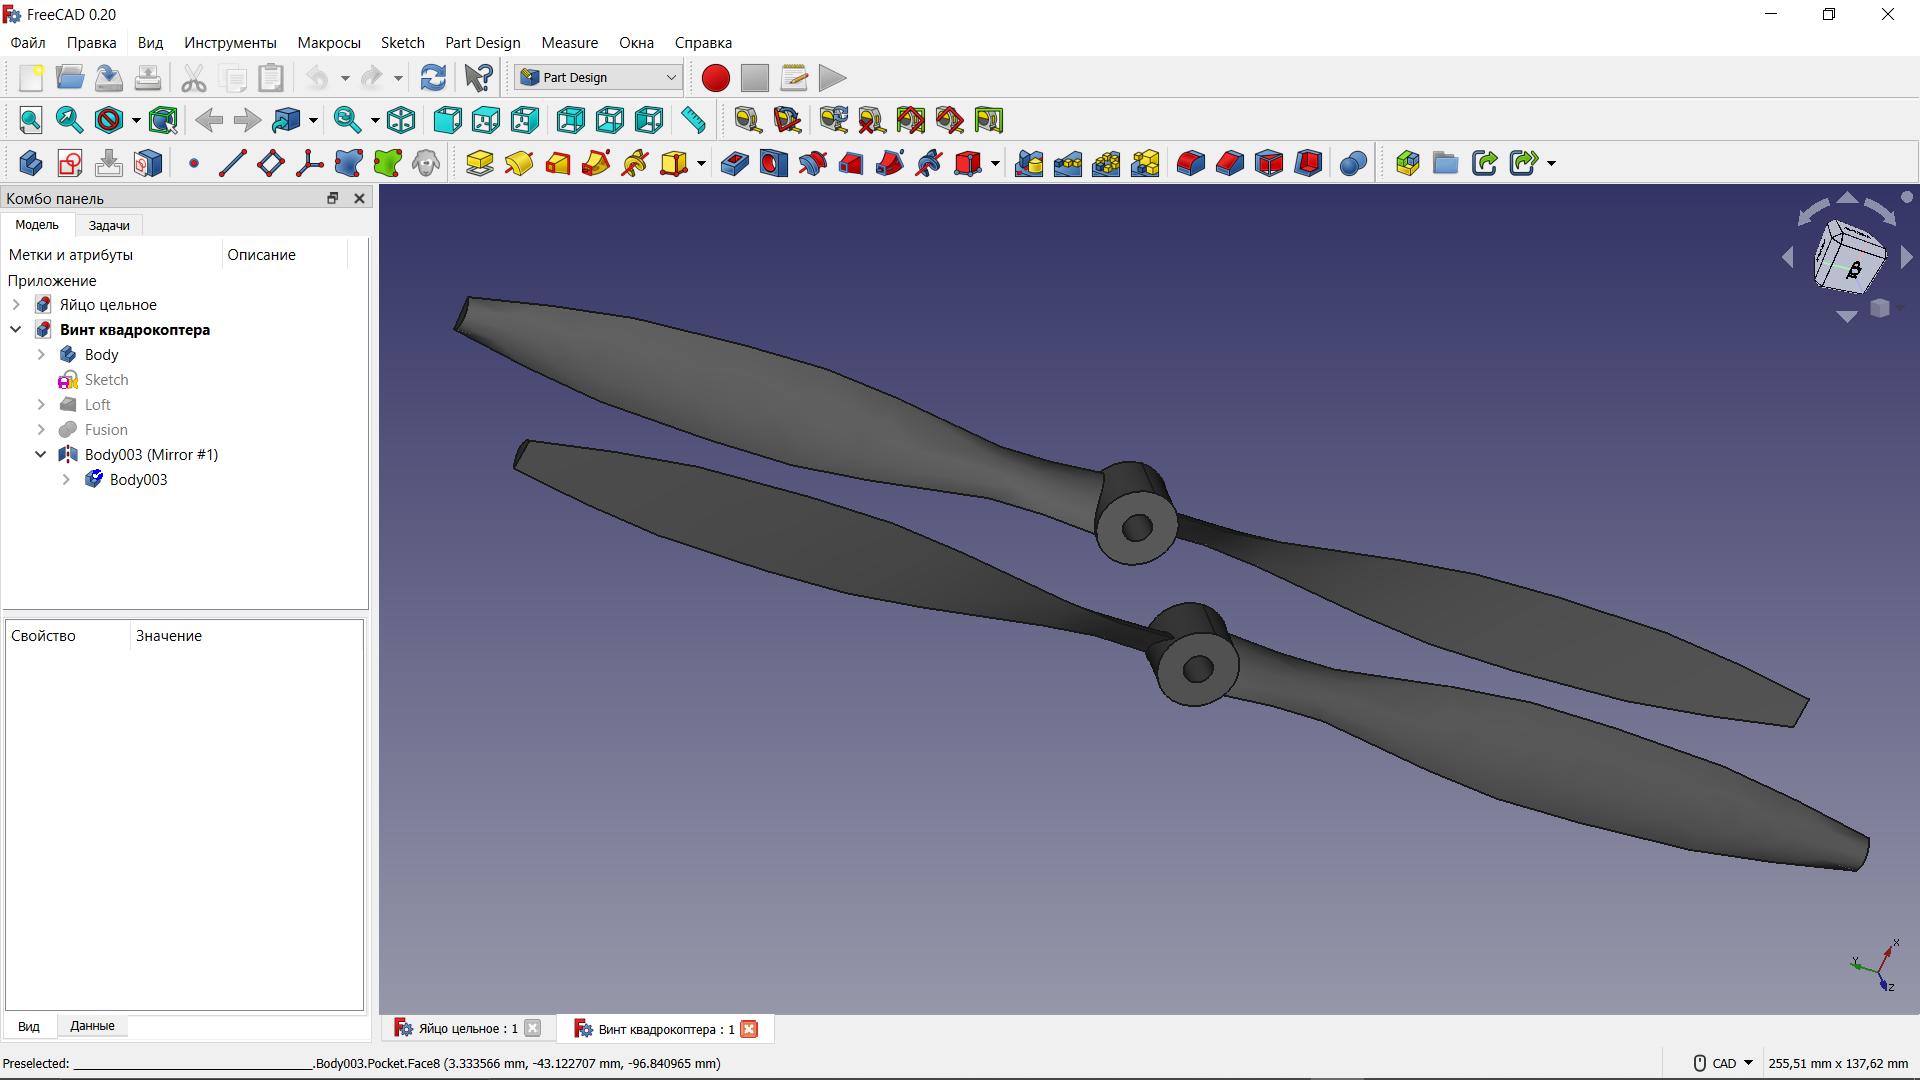 FreeCAD 0.20
Файл Правка Вид Инструменты Макросы Sketch Part Design Measure Окна Справка
Part Design
Комбо панель
Модель Задачи
Метки и атрибуты Описание
Приложение
Яйцо цельное
Винт квадрокоптера
Body
Sketch
Loft
Fusion
Body003 (Mirror #1)
Body003
Свойство Значение
Вид Данные
X
Y
Z
Яйцо цельное : 1 Винт квадрокоптера : 1
Preselected: ___________________________________.Body003.Pocket.Face8 (3.333566 mm, -43.122707 mm, -96.840965 mm) CAD 255,51 mm x 137,62 mm